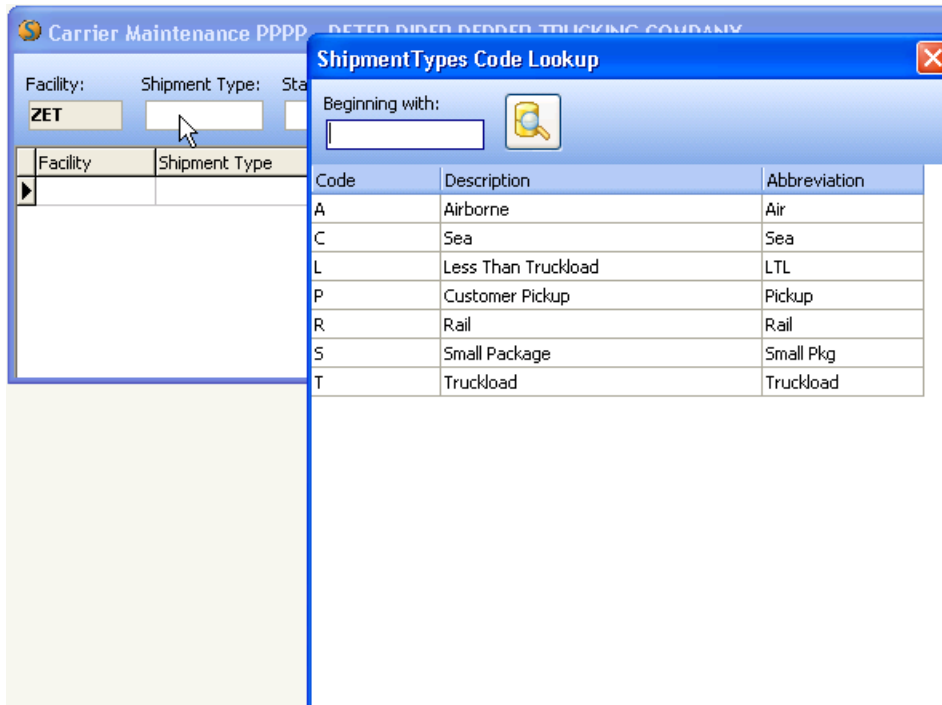 Carrier Maintenance PPPP
ShipmentTypes Code Lookup
Facility: Shipment Type: Sta
Beginning with:
ZET
Facility Shipment Type
Code Description Abbreviation
A Airborne Air
C Sea Sea
L Less Than Truckload LTL
P Customer Pickup Pickup
R Rail Rail
S Small Package Small Pkg
T Truckload Truckload